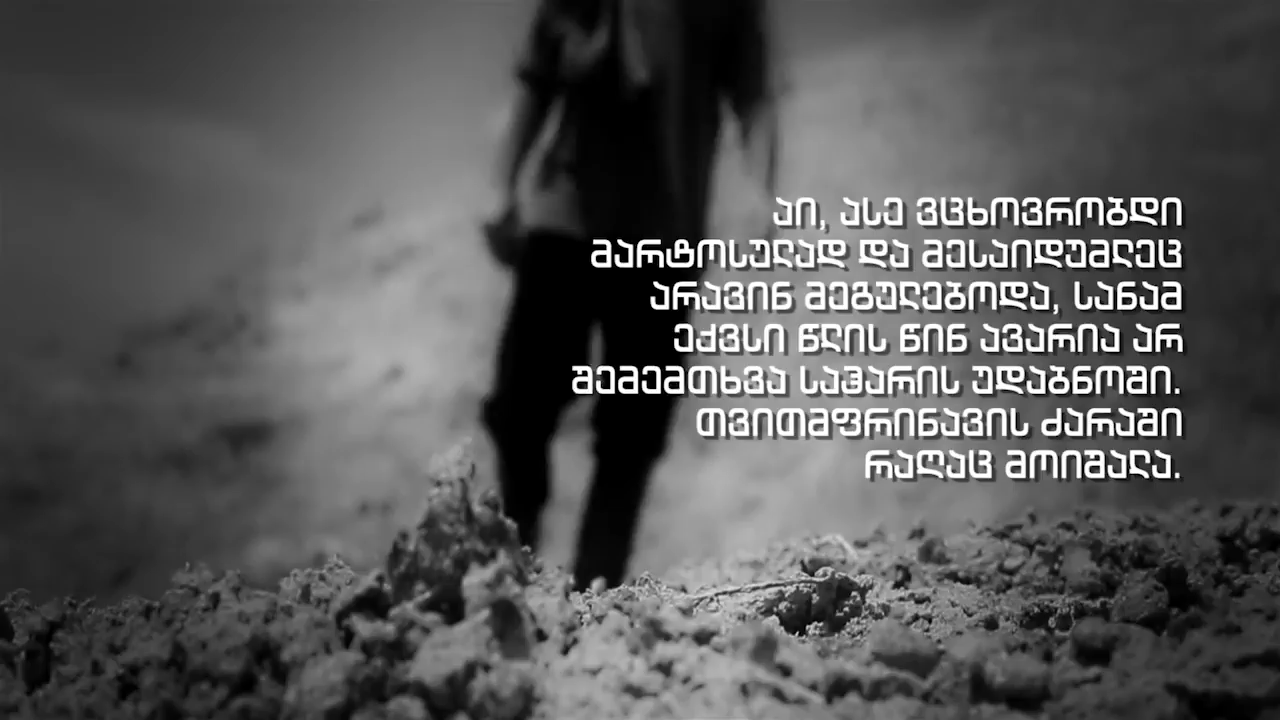 აი, ასე ვცხოვრობდი
მარტოსულად და მესაიდუმლეც
არავინ მეგულებოდა, სანამ
ექვსი წლის წინ ავარია არ
შემემთხვა საჰარის უდაბნოში.
თვითმფრინავის ძარაში
რაღაც მოიშალა.